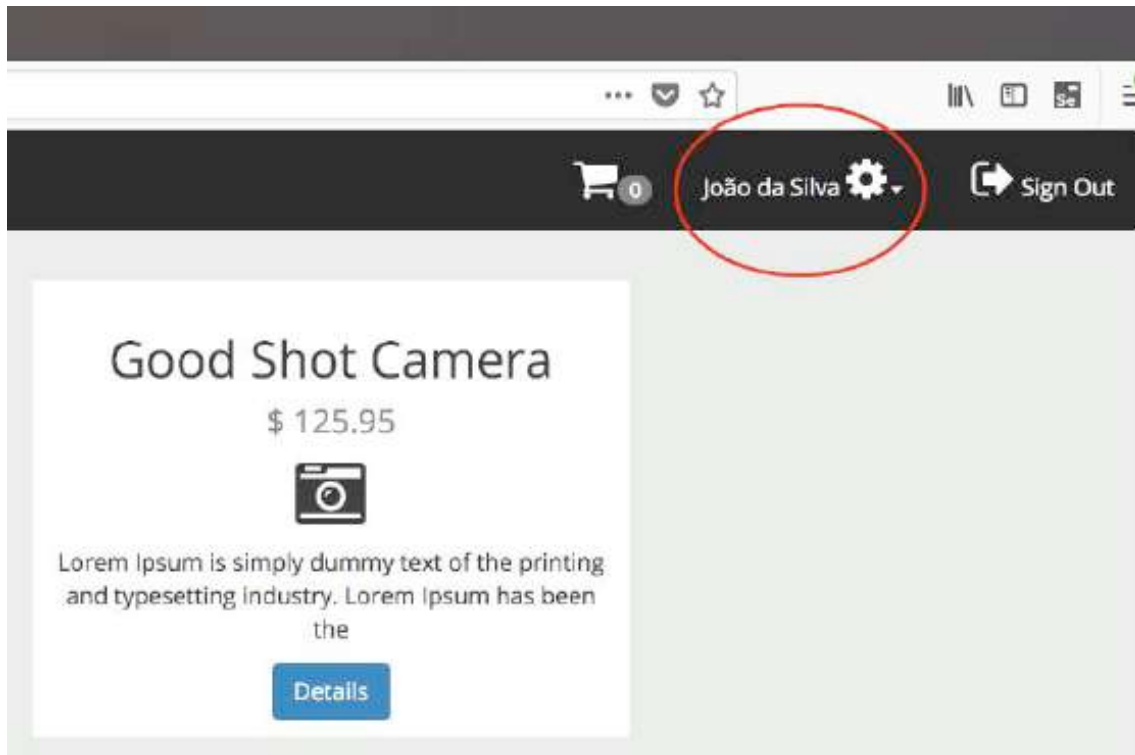 Se
0
João da Silva
Sign Out
Good Shot Camera
$ 125.95
Lorem Ipsum is simply dummy text of the printing
and typesetting industry. Lorem Ipsum has been
the
Details